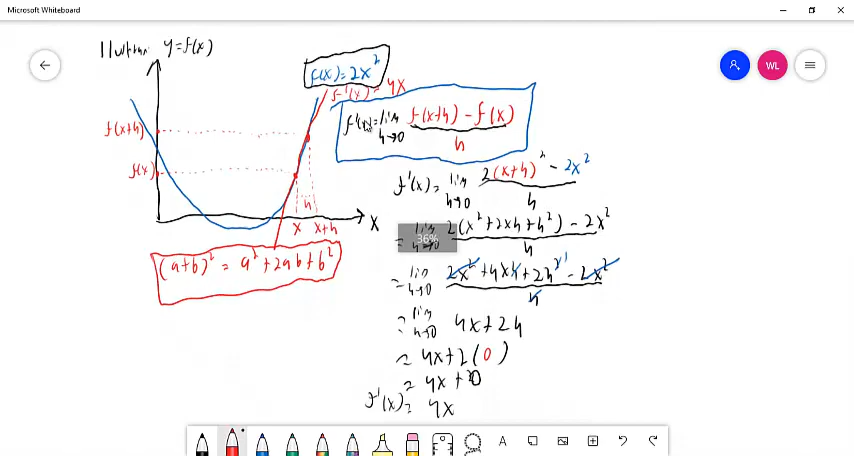 Microsoft Whiteboard
y = f(x)
f(x) = 2x²
f'(x) = 4x
WL
f'(x) = lim h→0 f(x+h) - f(x) / h
f(x+h)
f(x)
h
x x+h
x
f'(x) = lim h→0 2(x+h)² - 2x² / h
= lim h→0 2(x² + 2xh + h²) - 2x² / h
36%
(a+b)² = a² + 2ab + b²
= lim h→0 2x² + 4xh + 2h² - 2x² / h
= lim h→0 4x + 2h
= 4x + 2(0)
= 4x + 0
f'(x) = 4x
A